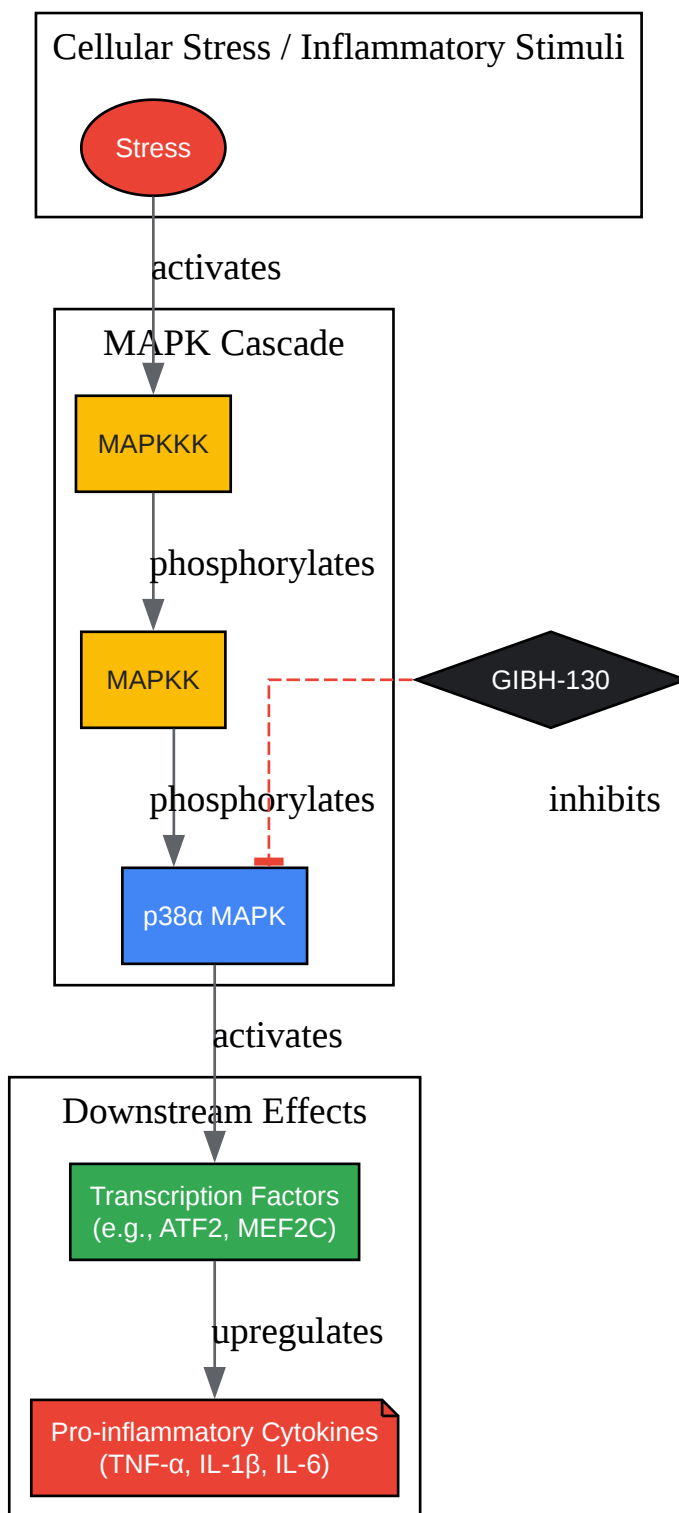 Cellular Stress / Inflammatory Stimuli
Stress
activates
MAPK Cascade
MAPKKK
phosphorylates
MAPKK
GIBH-130
phosphorylates
inhibits
p38α MAPK
activates
Downstream Effects
Transcription Factors
(e.g., ATF2, MEF2C)
upregulates
Pro-inflammatory Cytokines
(TNF-α, IL-1β, IL-6)